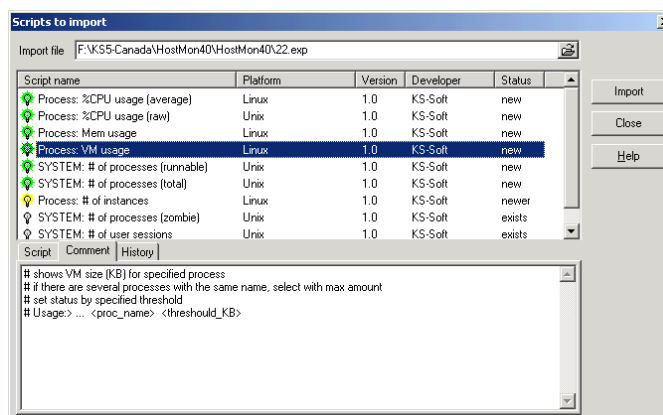 Scripts to import
Import file F:\KS5-Canada\HostMon40\HostMon40\22.exp
Script name Platform Version Developer Status
Process: %CPU usage (average) Linux 1.0 KS-Soft new
Process: %CPU usage (raw) Unix 1.0 KS-Soft new
Process: Mem usage Linux 1.0 KS-Soft new
Process: VM usage Linux 1.0 KS-Soft new
SYSTEM: # of processes (runnable) Unix 1.0 KS-Soft new
SYSTEM: # of processes (total) Unix 1.0 KS-Soft new
Process: # of instances Linux 1.0 KS-Soft newer
SYSTEM: # of processes (zombie) Unix 1.0 KS-Soft exists
SYSTEM: # of user sessions Unix 1.0 KS-Soft exists
Import
Close
Help
Script Comment History
# shows VM size (KB) for specified process
# if there are several processes with the same name, select with max amount
# set status by specified threshold
# Usage:> ... <proc_name> <threshould_KB>